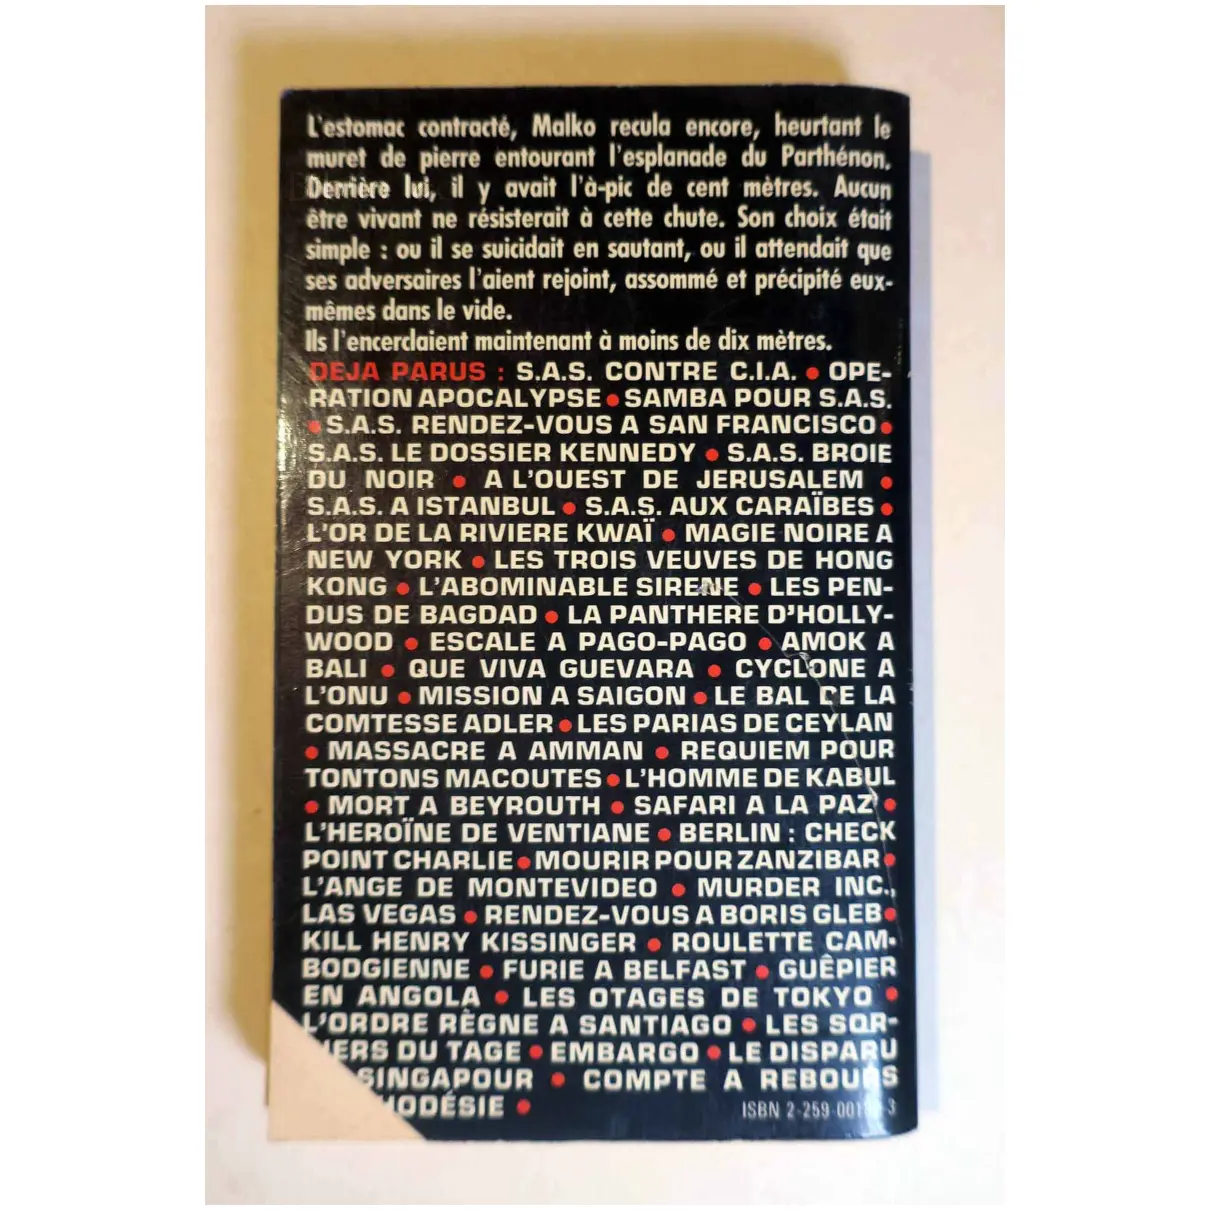 L'estomac contracté, Malko recula encore, heurtant le
muret de pierre entourant l'esplanade du Parthénon.
Derrière lui, il y avait l'à-pic de cent mètres. Aucun
être vivant ne résisterait à cette chute. Son choix était
simple : ou il se suicidait en sautant, ou il attendait que
ses adversaires l'aient rejoint, assommé et précipité eux-
mêmes dans le vide.
Ils l'encerclaient maintenant à moins de dix mètres.
DEJA PARUS : S.A.S. CONTRE C.I.A. • OPE-
RATION APOCALYPSE • SAMBA POUR S.A.S.
• S.A.S. RENDEZ-VOUS A SAN FRANCISCO •
S.A.S. LE DOSSIER KENNEDY • S.A.S. BROIE
DU NOIR • A L'OUEST DE JERUSALEM •
S.A.S. A ISTANBUL • S.A.S. AUX CARAÏBES •
L'OR DE LA RIVIERE KWAÏ • MAGIE NOIRE A
NEW YORK • LES TROIS VEUVES DE HONG
KONG • L'ABOMINABLE SIRENE • LES PEN-
DUS DE BAGDAD • LA PANTHERE D'HOLLY-
WOOD • ESCALE A PAGO-PAGO • AMOK A
BALI • QUE VIVA GUEVARA • CYCLONE A
L'ONU • MISSION A SAIGON • LE BAL DE LA
COMTESSE ADLER • LES PARIAS DE CEYLAN
• MASSACRE A AMMAN • REQUIEM POUR
TONTONS MACOUTES • L'HOMME DE KABUL
• MORT A BEYROUTH • SAFARI A LA PAZ •
L'HEROÏNE DE VENTIANE • BERLIN : CHECK
POINT CHARLIE • MOURIR POUR ZANZIBAR •
L'ANGE DE MONTEVIDEO • MURDER INC.,
LAS VEGAS • RENDEZ-VOUS A BORIS GLEB •
KILL HENRY KISSINGER • ROULETTE CAM-
BODGIENNE • FURIE A BELFAST • GUÊPIER
EN ANGOLA • LES OTAGES DE TOKYO •
L'ORDRE RÈGNE A SANTIAGO • LES SOR-
IERS DU TAGE • EMBARGO • LE DISPARU
SINGAPOUR • COMPTE A REBOURS
HODÉSIE •
ISBN 2-259-001 -3